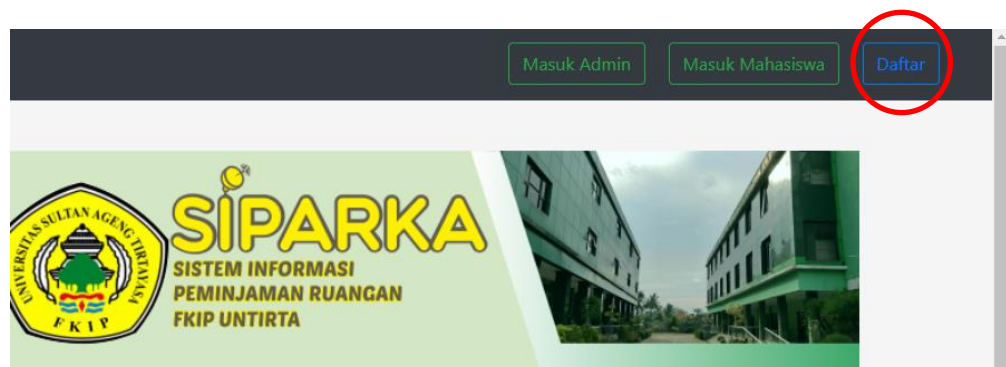 Masuk Admin
Masuk Mahasiswa
Daftar
UNIVERSITAS SULTAN AGENG TIRTAYASA
FKIP
SIPARKA
SISTEM INFORMASI
PEMINJAMAN RUANGAN
FKIP UNTIRTA